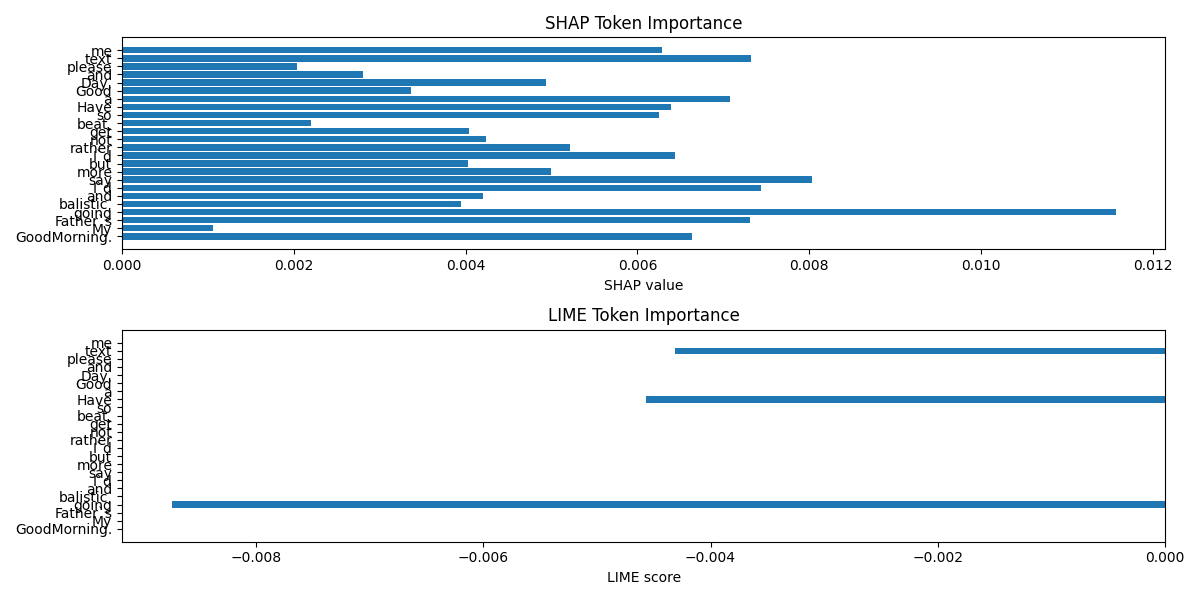 SHAP Token Importance
me
text
please
and
Day,
Good
a
Have
so
beat,
get
not
rather
I'd
but
more
say
I'd
and
balistic,
going
Father's
My
GoodMorning.
0.000 0.002 0.004 0.006 0.008 0.010 0.012
SHAP value
LIME Token Importance
me
text
please
and
Day,
Good
a
Have
so
beat,
get
not
rather
I'd
but
more
say
I'd
and
balistic,
going
Father's
My
GoodMorning.
−0.008 −0.006 −0.004 −0.002 0.000
LIME score